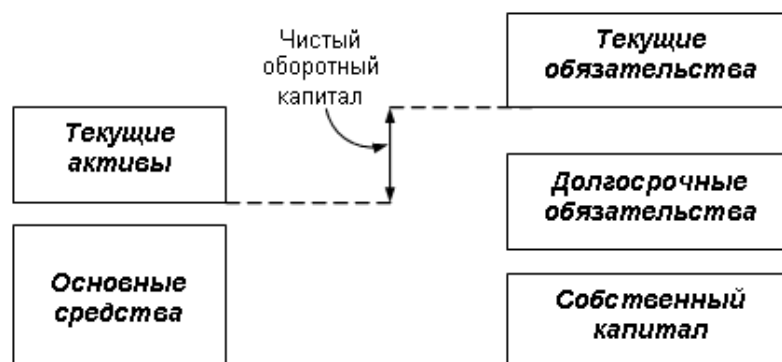 Чистый
оборотный
капитал
Текущие
обязательства
Текущие
активы
Долгосрочные
обязательства
Основные
средства
Собственный
капитал